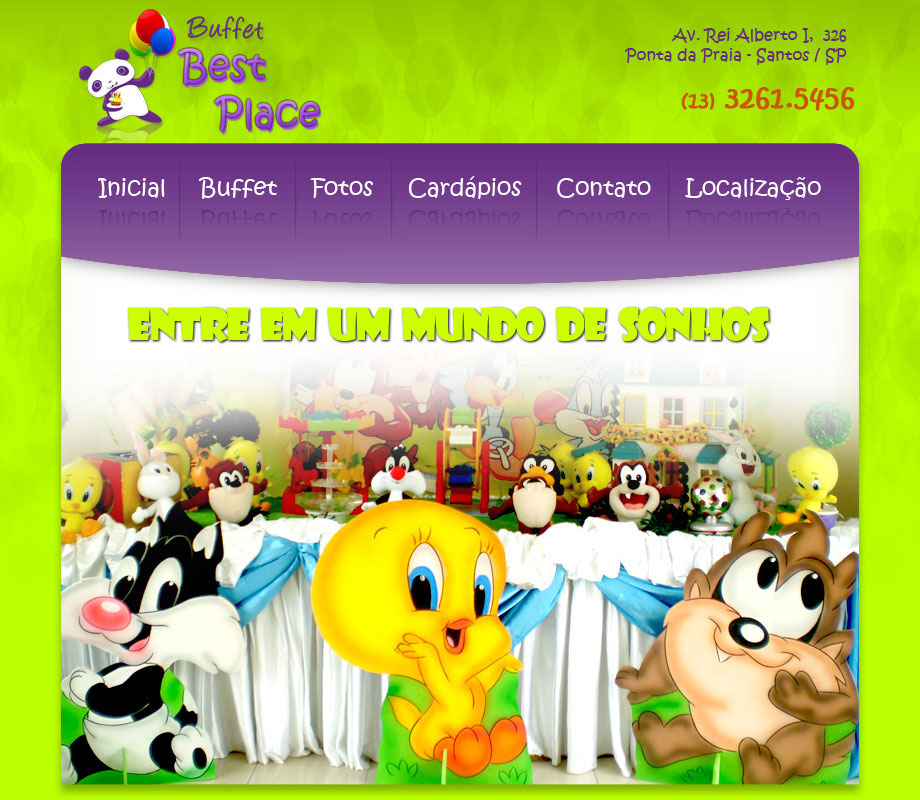 Buffet
Best
Place
Av. Rei Alberto I, 326
Ponta da Praia - Santos / SP
(13) 3261.5456
Inicial Buffet Fotos Cardápios Contato Localização
ENTRE EM UM MUNDO DE SONHOS